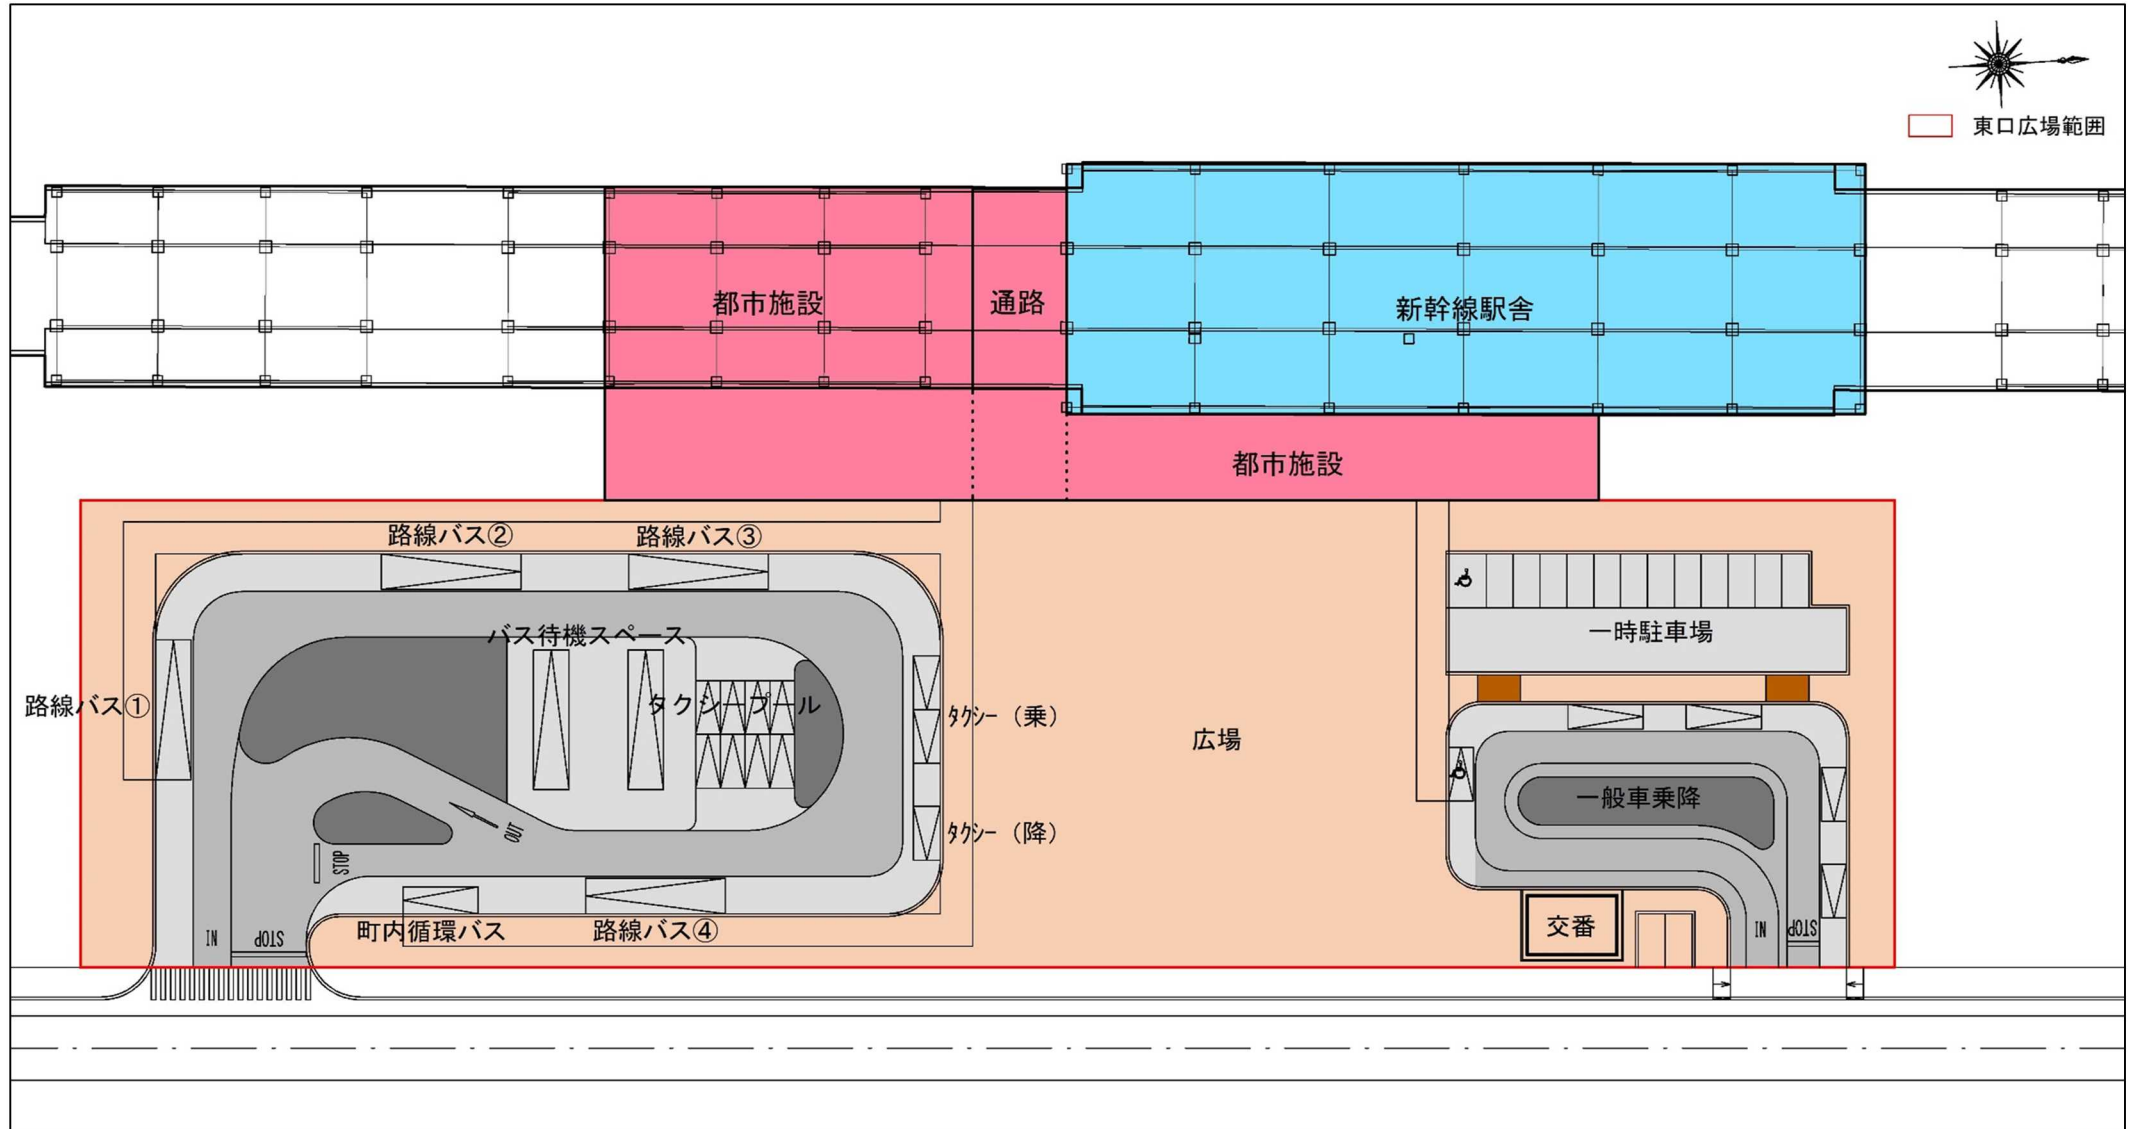 東口広場範囲
都市施設
通路
新幹線駅舎
都市施設
路線バス②
路線バス③
バス待機スペース
一時駐車場
路線バス①
タクシープール
タクシー（乗）
広場
一般車乗降
タクシー（降）
OUT
STOP
町内循環バス
路線バス④
交番
IN
STOP
IN
STOP